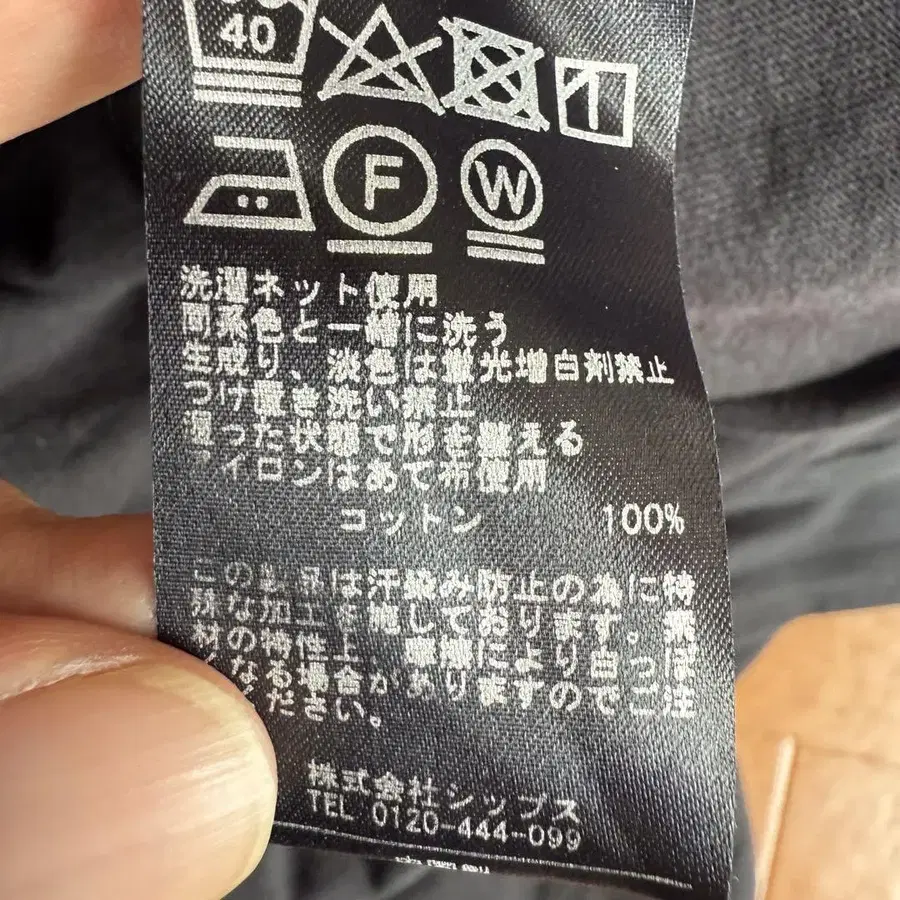 40
F
W
洗濯ネット使用
同系色と一緒に洗う
生成り、淡色は蛍光増白剤禁止
つけ置き洗い禁止
湿った状態で形を整える
アイロンはあて布使用
コットン 100%
この製品は汗染み防止の為に特
殊な加工を施しております。素
材の特性上、摩擦により白っぽ
くなる場合がありますのでご注
ください。
株式会社シップス
TEL 0120-444-099